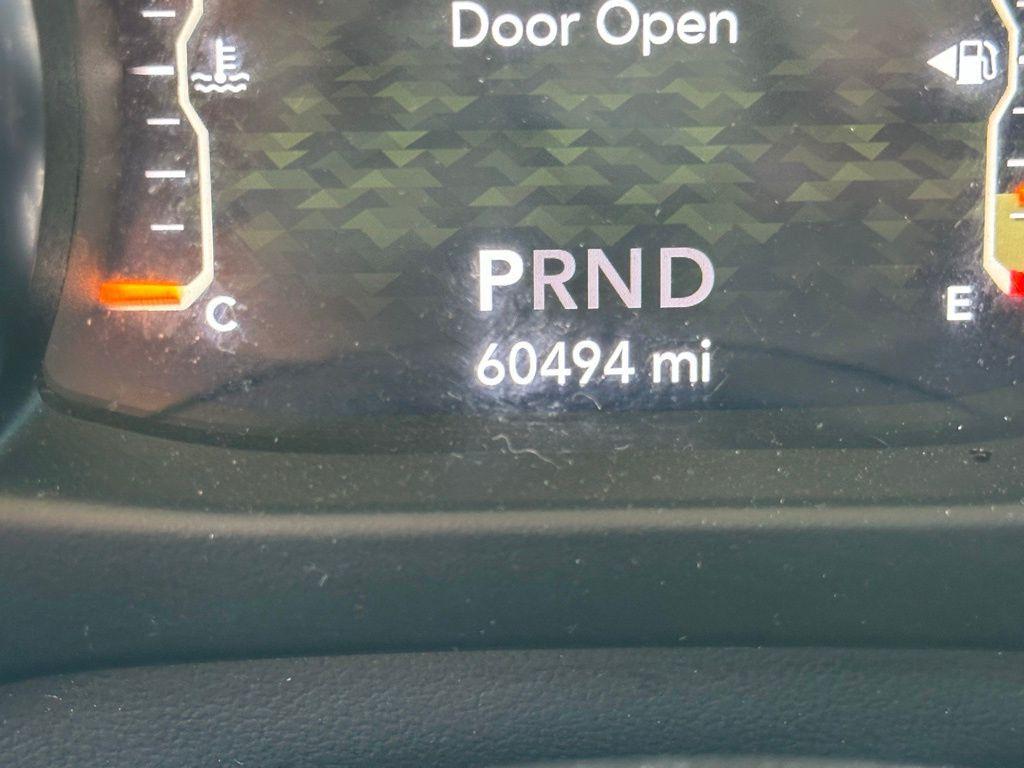 Door Open
PRND
C
E
60494 mi